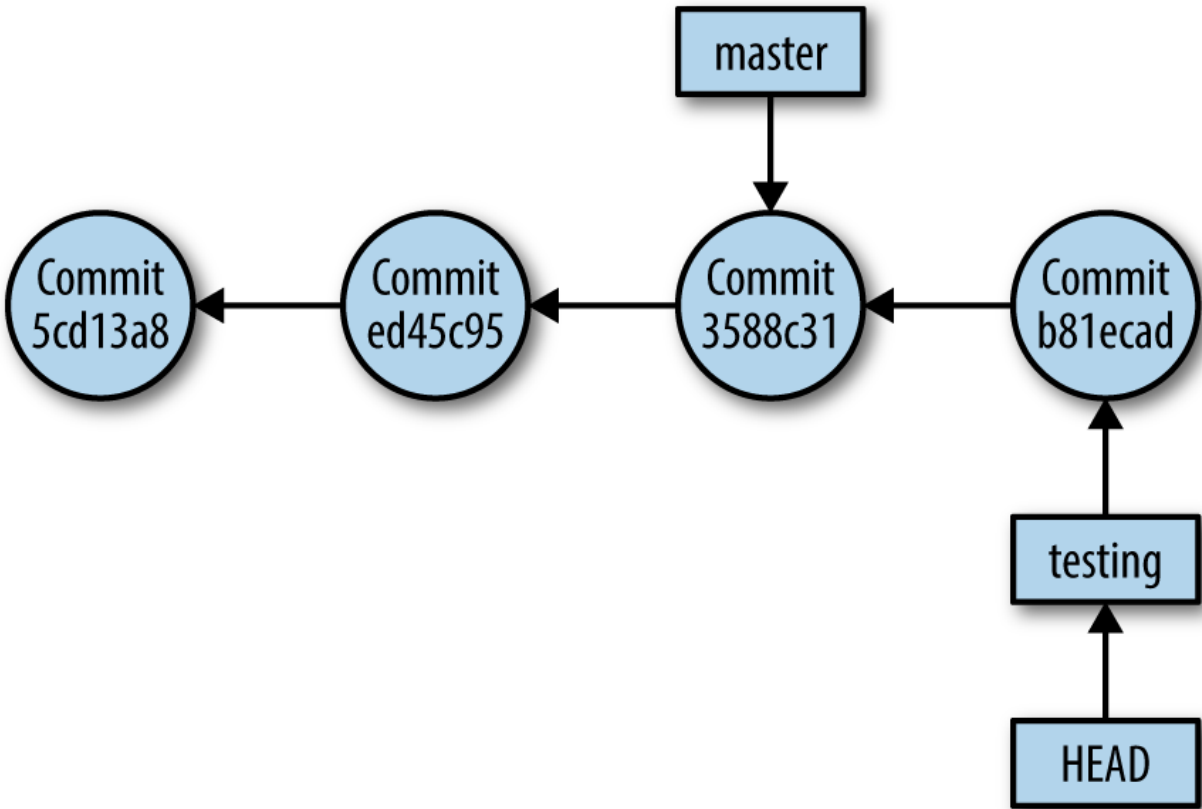 master
Commit
5cd13a8
Commit
ed45c95
Commit
3588c31
Commit
b81ecad
testing
HEAD